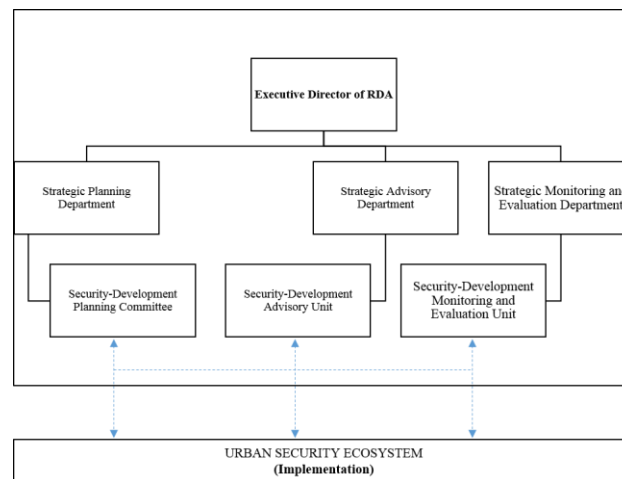 Executive Director of RDA
Strategic Planning
Department
Strategic Advisory
Department
Strategic Monitoring and
Evaluation Department
Security-Development
Planning Committee
Security-Development
Advisory Unit
Security-Development
Monitoring and
Evaluation Unit
URBAN SECURITY ECOSYSTEM
(Implementation)